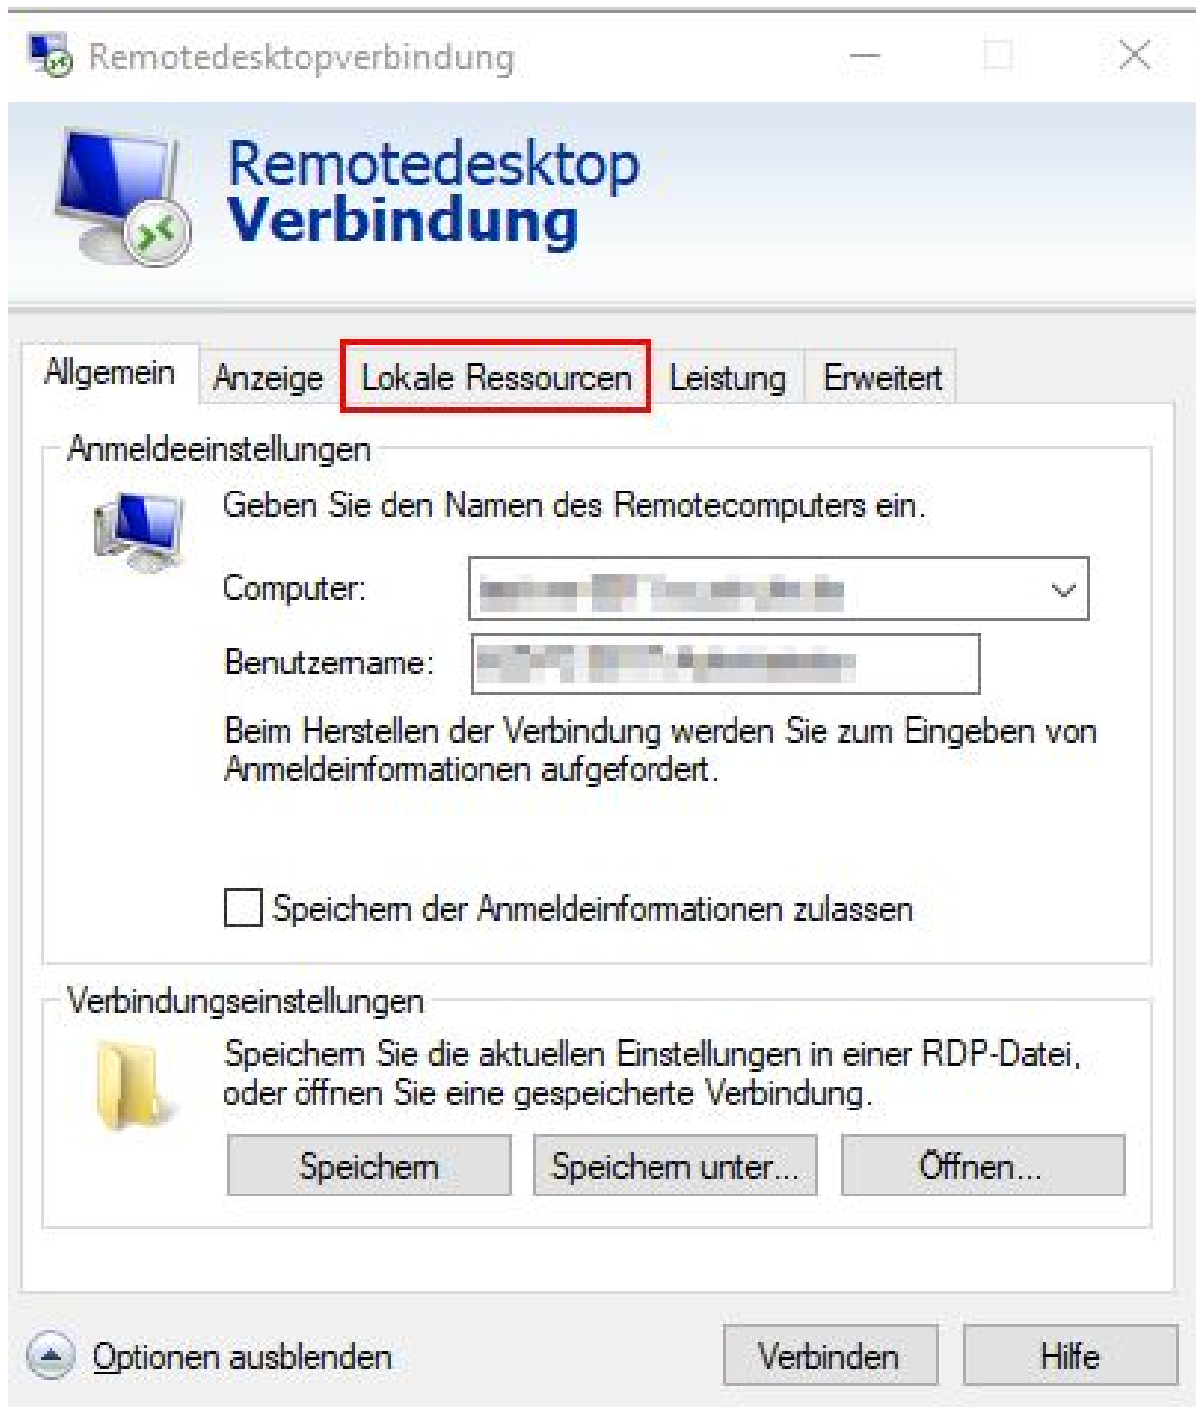 Remotedesktopverbindung
Remotedesktop
Verbindung
Allgemein Anzeige Lokale Ressourcen Leistung Erweitert
Anmeldeeinstellungen
Geben Sie den Namen des Remotecomputers ein.
Computer:
Benutzername:
Beim Herstellen der Verbindung werden Sie zum Eingeben von
Anmeldeinformationen aufgefordert.
Speichern der Anmeldeinformationen zulassen
Verbindungseinstellungen
Speichern Sie die aktuellen Einstellungen in einer RDP-Datei,
oder öffnen Sie eine gespeicherte Verbindung.
Speichern Speichern unter... Öffnen...
Optionen ausblenden Verbinden Hilfe